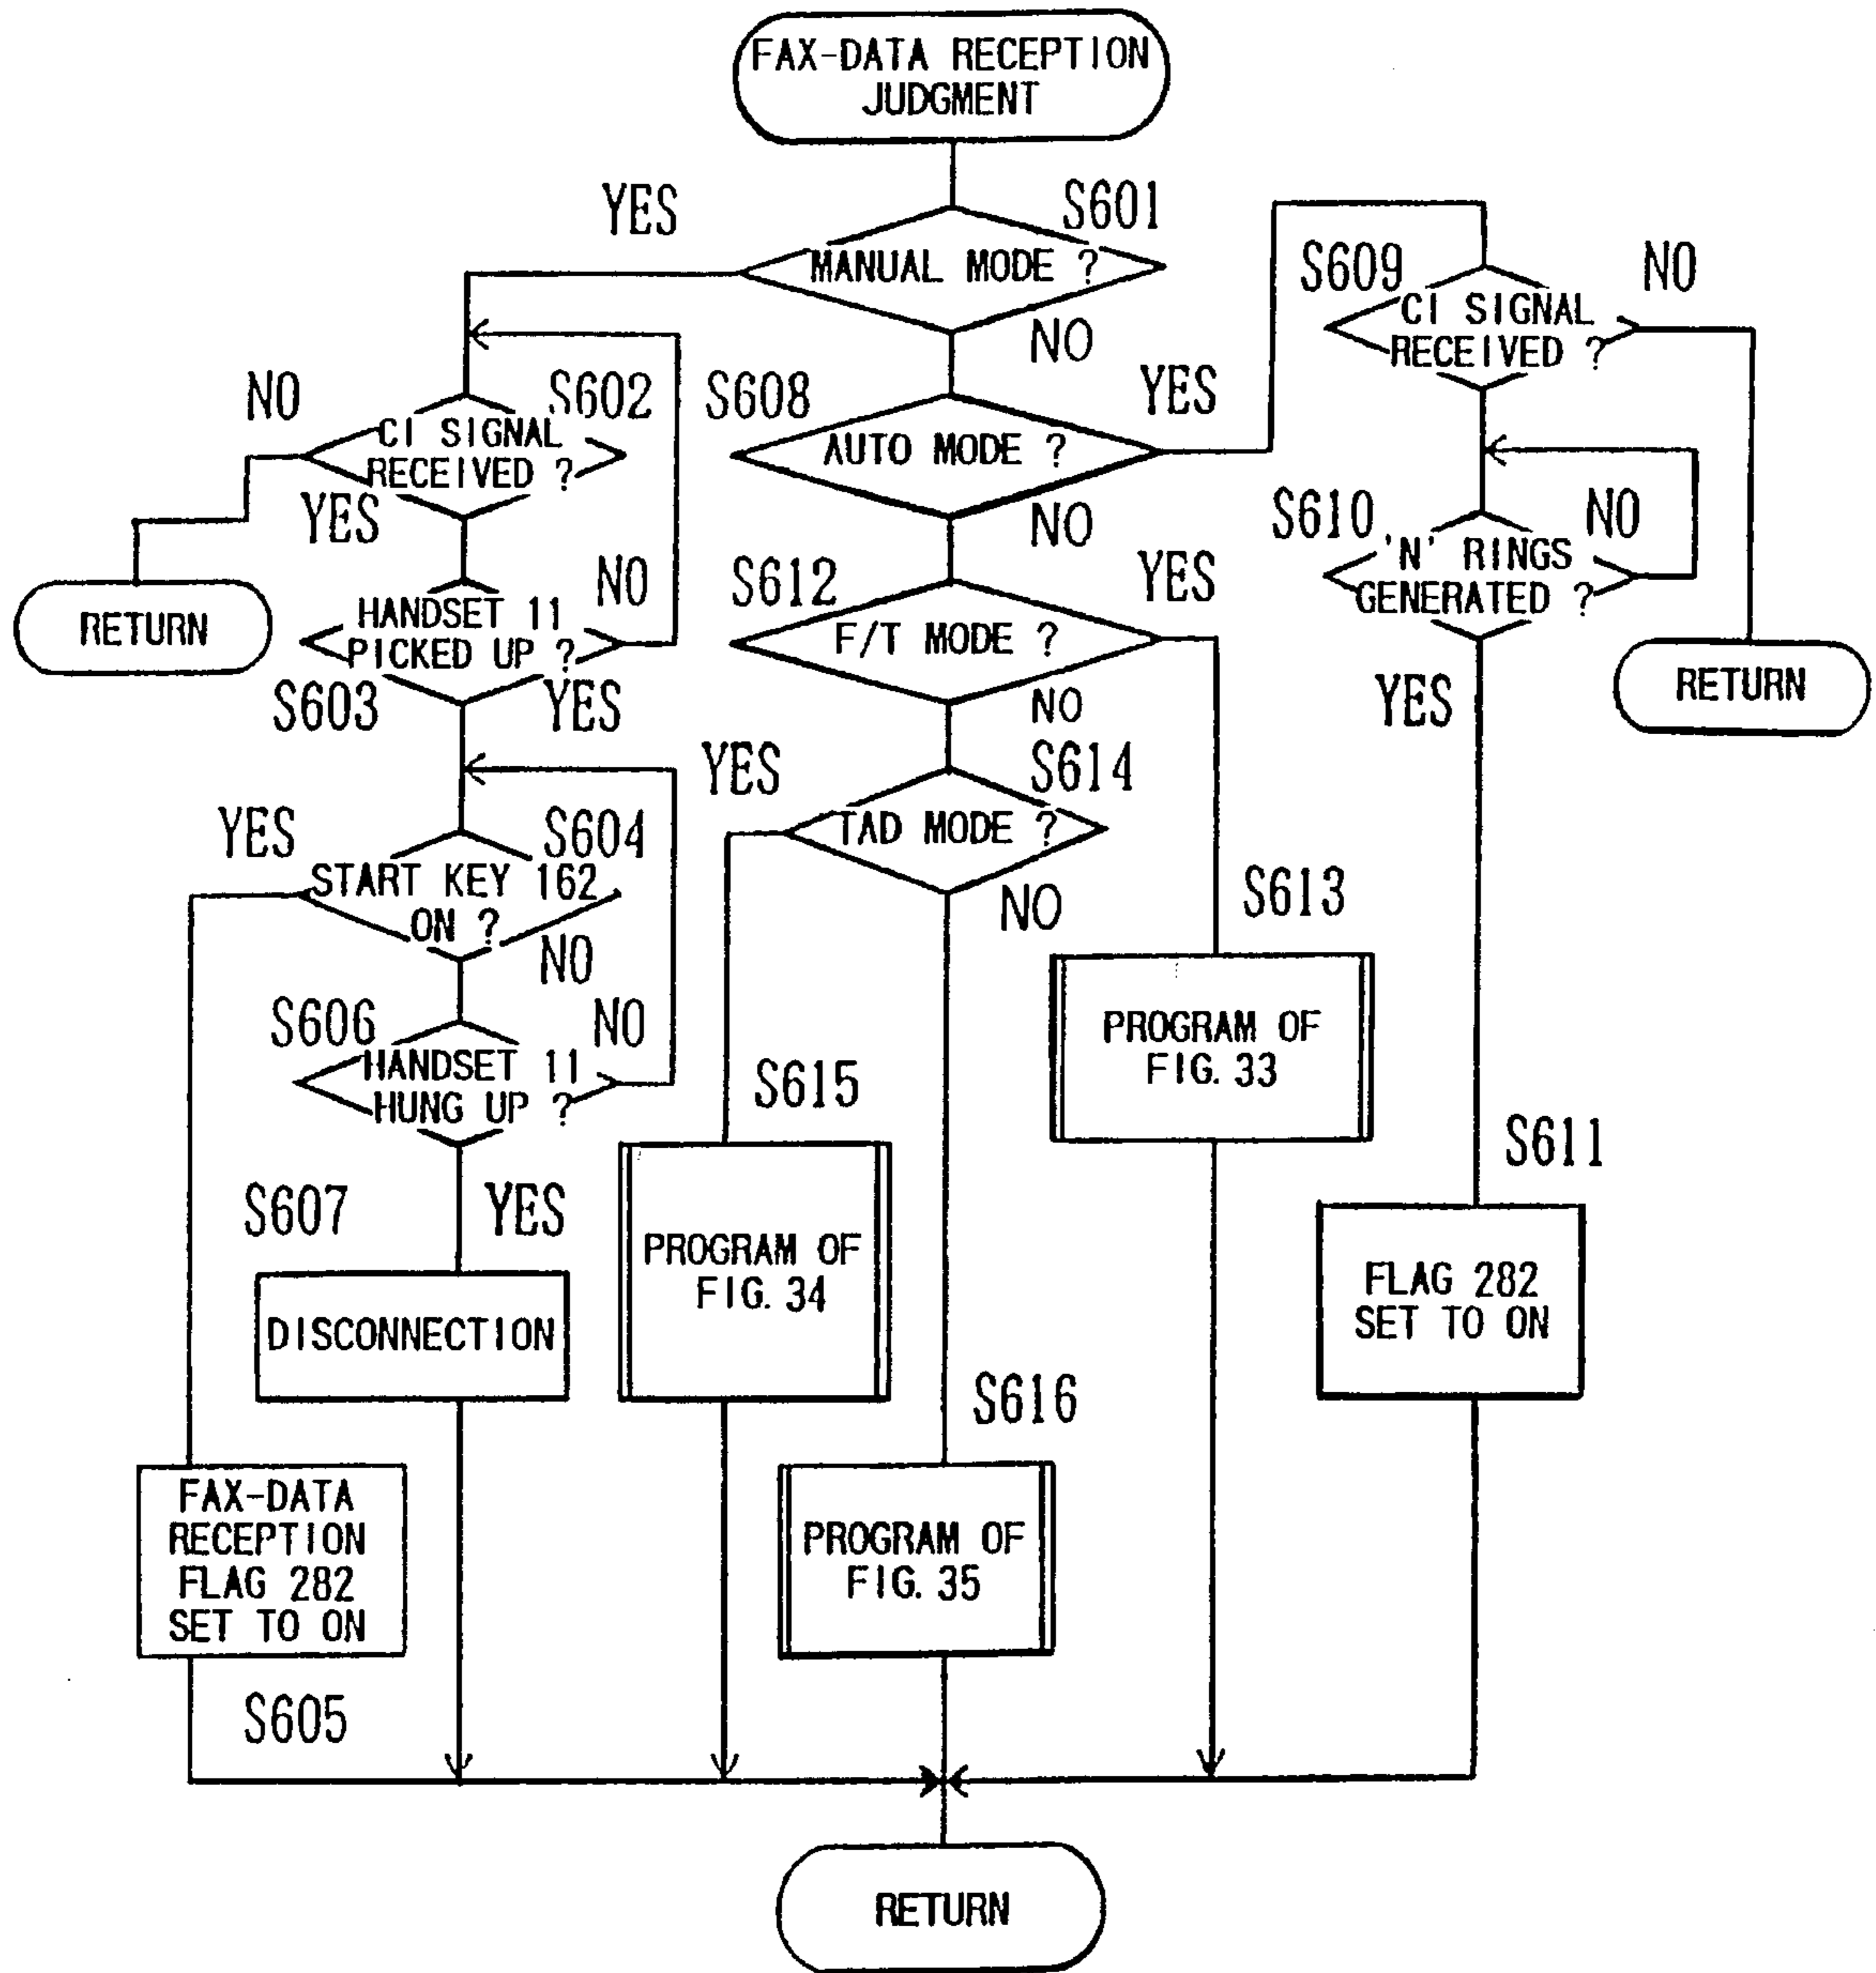 FAX-DATA RECEPTION
JUDGMENT
YES
S601
MANUAL MODE ?
NO
S609
NO
CI SIGNAL
RECEIVED ?
NO
S602
CI SIGNAL
RECEIVED ?
YES
S608
YES
AUTO MODE ?
NO
S610
NO
'N' RINGS
GENERATED ?
YES
RETURN
RETURN
NO
HANDSET 11
PICKED UP ?
S603
YES
S612
YES
F/T MODE ?
NO
YES
S614
TAD MODE ?
NO
YES
S604
START KEY 162
ON ?
NO
S606
NO
HANDSET 11
HUNG UP ?
S607
YES
DISCONNECTION
S615
PROGRAM OF
FIG. 34
S613
PROGRAM OF
FIG. 33
S611
FLAG 282
SET TO ON
S616
PROGRAM OF
FIG. 35
FAX-DATA
RECEPTION
FLAG 282
SET TO ON
S605
RETURN